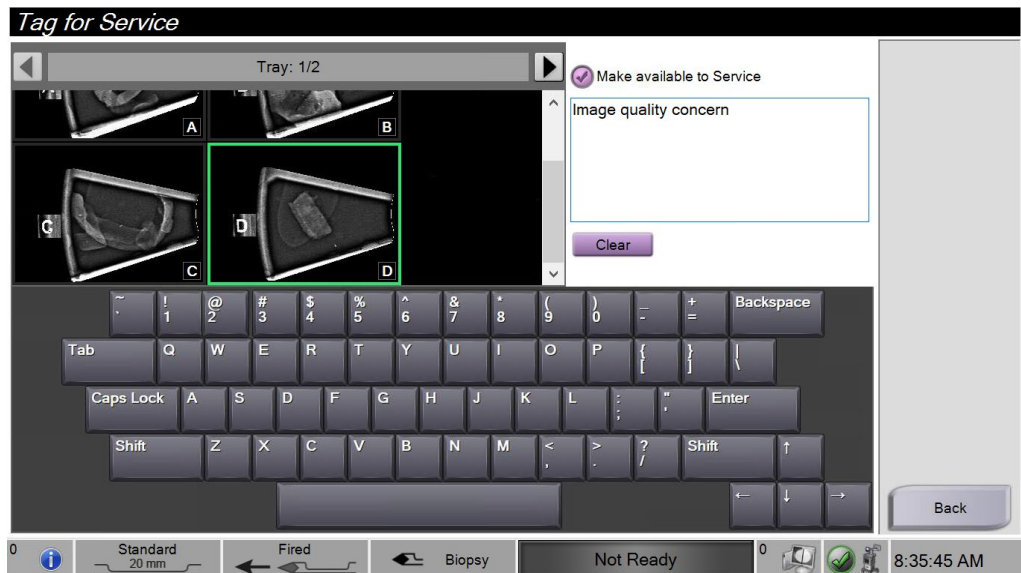 Tag for Service
Tray: 1/2
Make available to Service
Image quality concern
A
B
C
C
D
D
Clear
~ ` ! 1 @ 2 # 3 $ 4 % 5 ^ 6 & 7 * 8 ( 9 ) 0 _ - + = Backspace
Tab Q W E R T Y U I O P { [ } ] | \
Caps Lock A S D F G H J K L : ; " ' Enter
Shift Z X C V B N M < , > . ? / Shift ↑
← ↓ →
Back
0
Standard
20 mm
Fired
Biopsy
Not Ready
0
8:35:45 AM